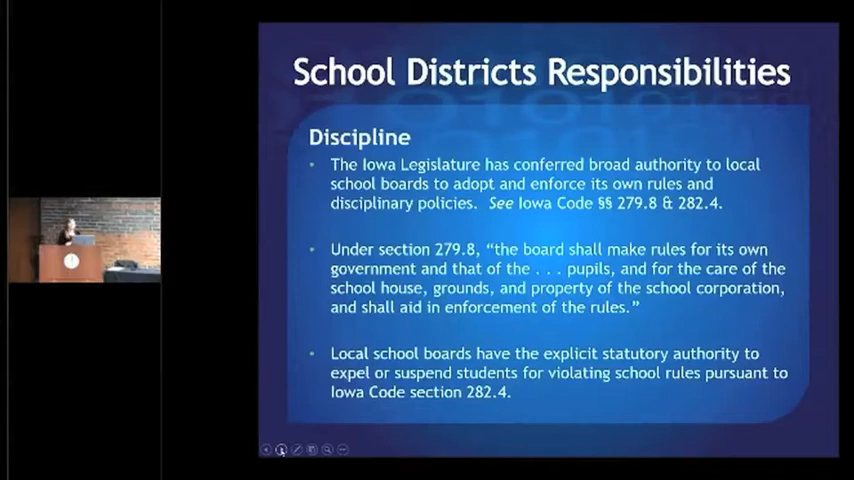 School Districts Responsibilities
Discipline
• The Iowa Legislature has conferred broad authority to local
school boards to adopt and enforce its own rules and
disciplinary policies. See Iowa Code §§ 279.8 & 282.4.
• Under section 279.8, “the board shall make rules for its own
government and that of the . . . pupils, and for the care of the
school house, grounds, and property of the school corporation,
and shall aid in enforcement of the rules.”
• Local school boards have the explicit statutory authority to
expel or suspend students for violating school rules pursuant to
Iowa Code section 282.4.